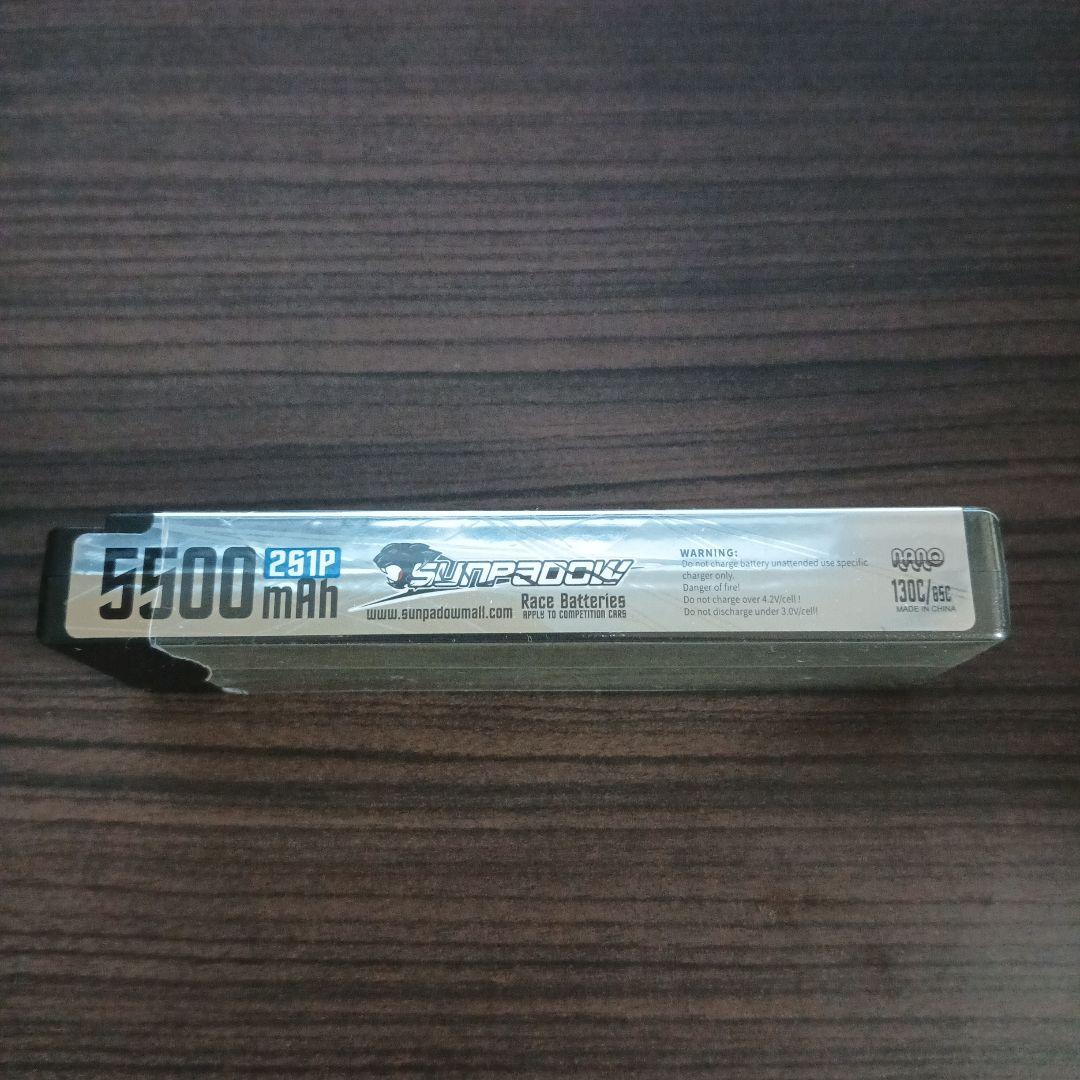 5500
2S1P
mAh
SUNPADOW
www.sunpadowmall.com
Race Batteries
APPLY TO COMPETITION CARS
WARNING:
Do not charge battery unattended use specific
charger only.
Danger of fire!
Do not charge over 4.2V/cell !
Do not discharge under 3.0V/cell!
NANO
130C/65C
MADE IN CHINA